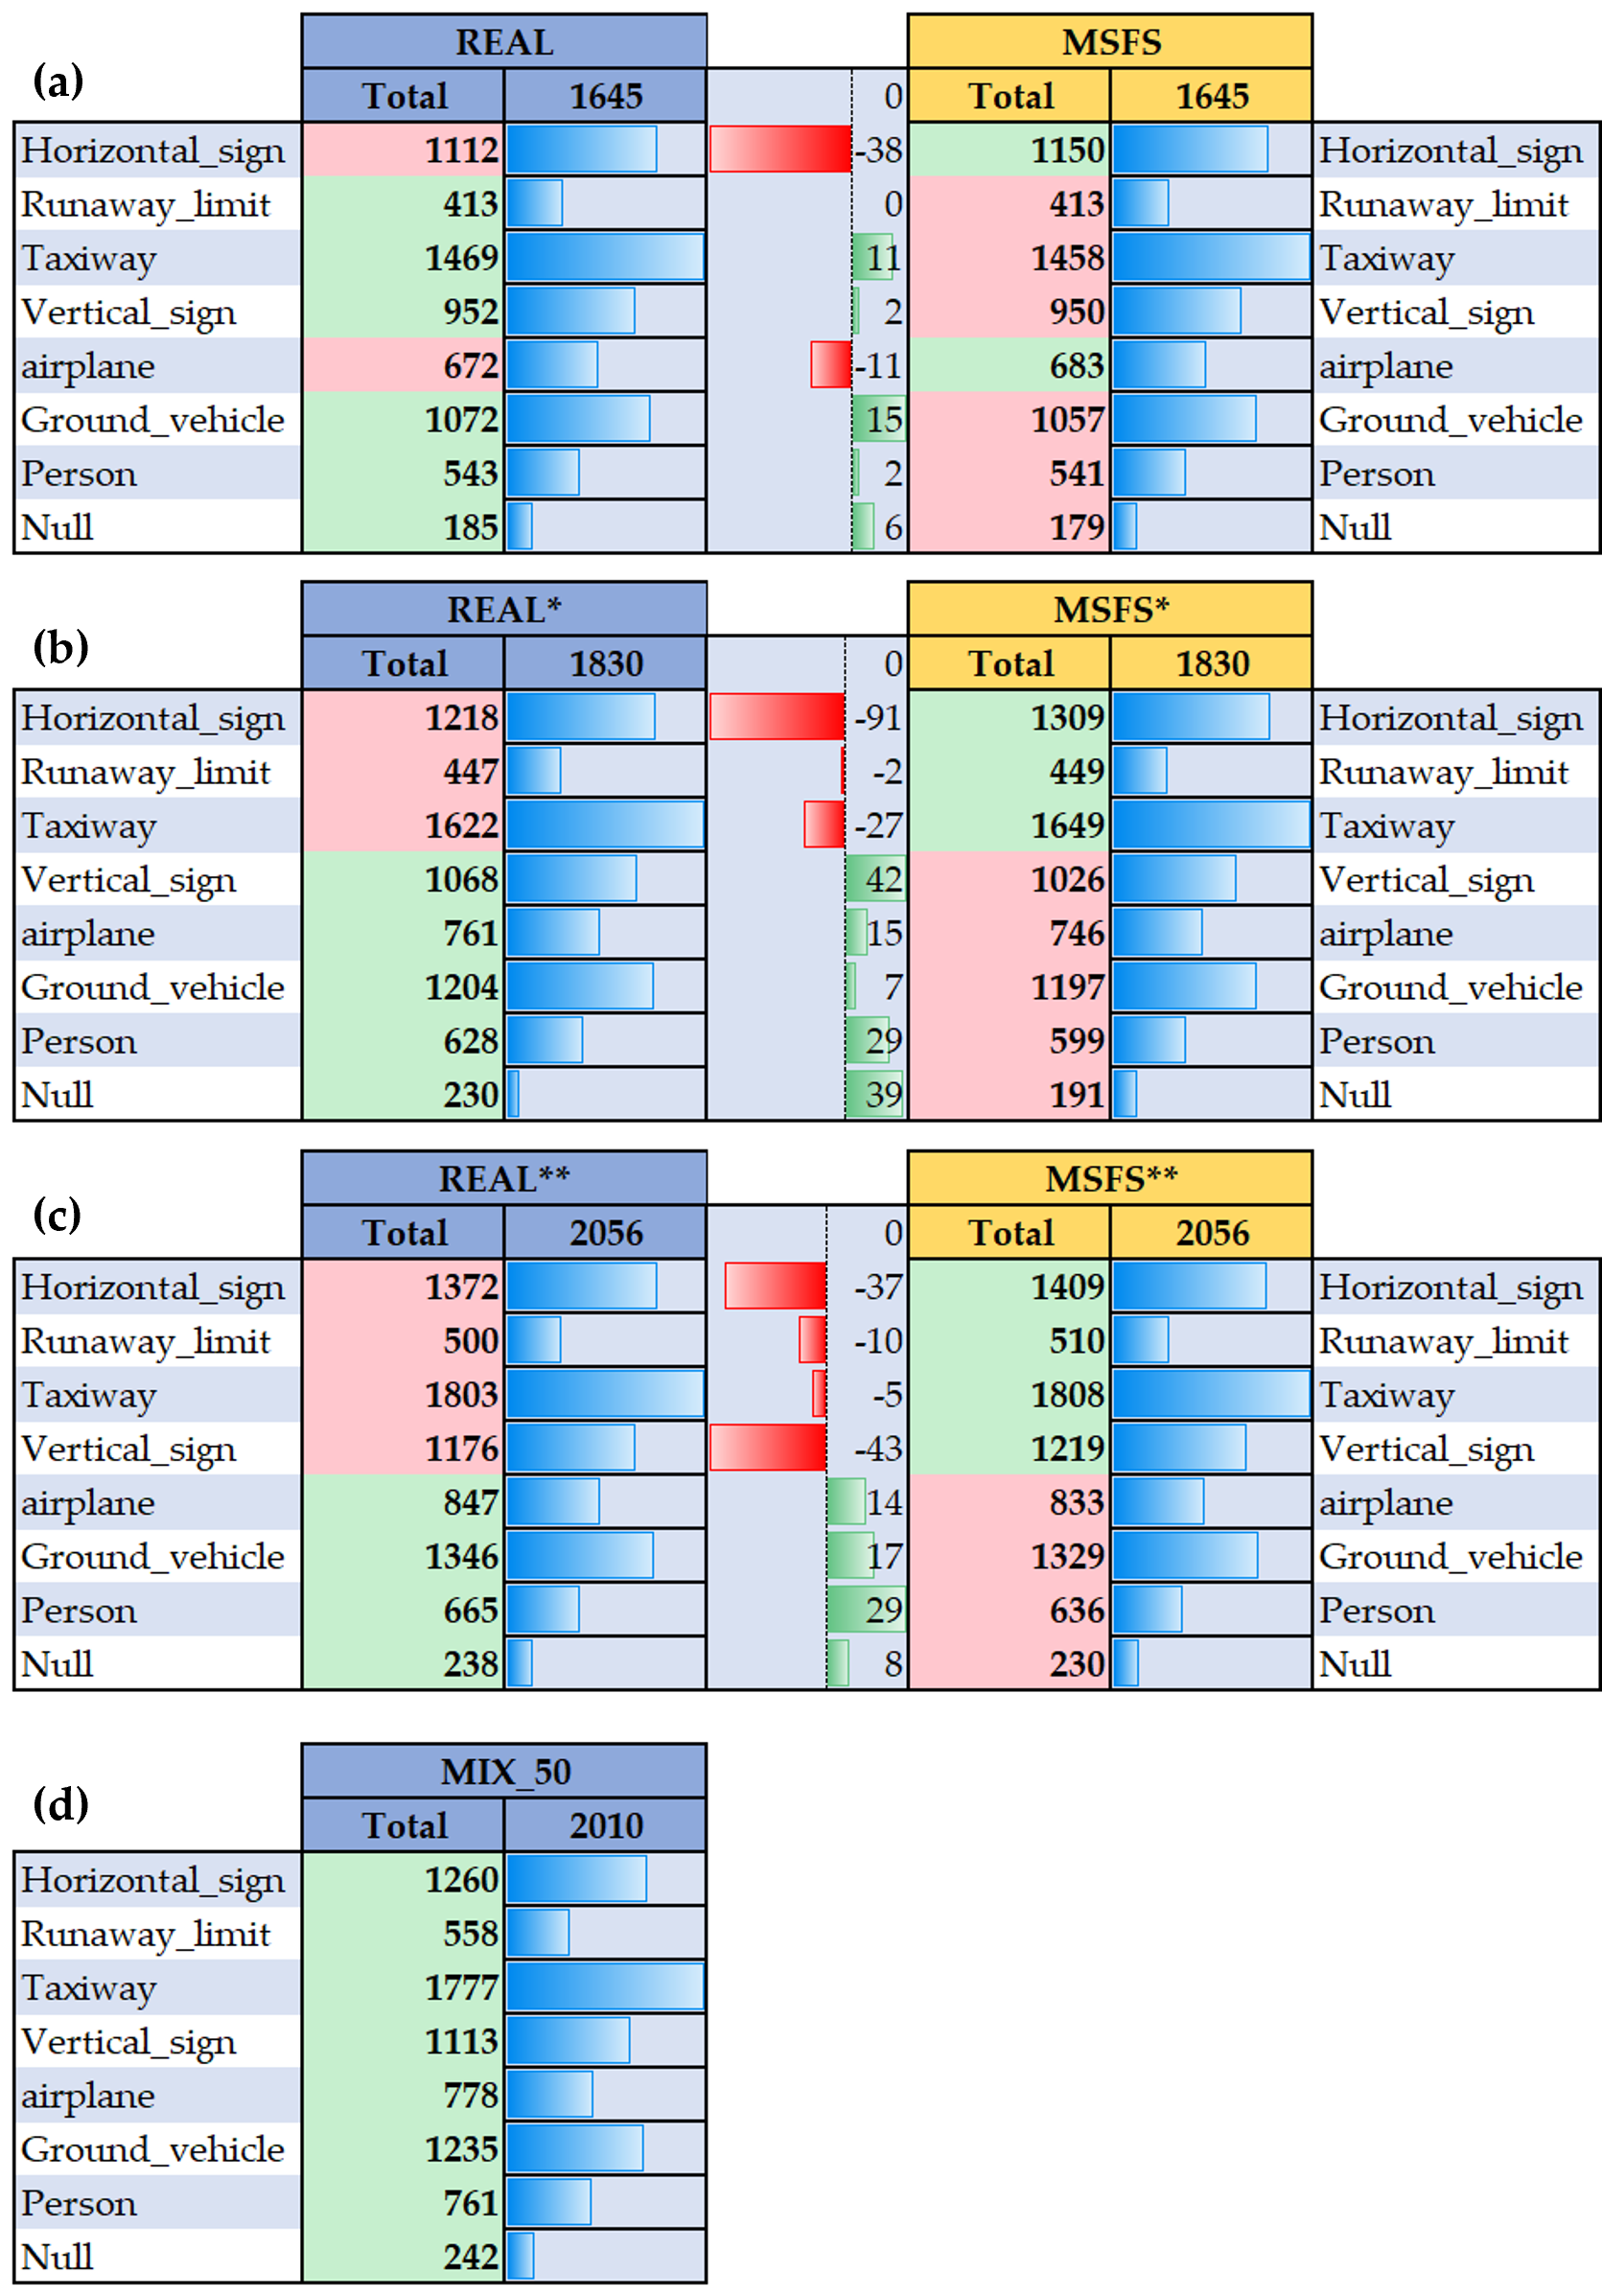 REAL MSFS
(a) Total 1645 0 Total 1645
Horizontal_sign 1112 -38 1150 Horizontal_sign
Runaway_limit 413 0 413 Runaway_limit
Taxiway 1469 11 1458 Taxiway
Vertical_sign 952 2 950 Vertical_sign
airplane 672 -11 683 airplane
Ground_vehicle 1072 15 1057 Ground_vehicle
Person 543 2 541 Person
Null 185 6 179 Null
REAL* MSFS*
(b) Total 1830 0 Total 1830
Horizontal_sign 1218 -91 1309 Horizontal_sign
Runaway_limit 447 -2 449 Runaway_limit
Taxiway 1622 -27 1649 Taxiway
Vertical_sign 1068 42 1026 Vertical_sign
airplane 761 15 746 airplane
Ground_vehicle 1204 7 1197 Ground_vehicle
Person 628 29 599 Person
Null 230 39 191 Null
REAL** MSFS**
(c) Total 2056 0 Total 2056
Horizontal_sign 1372 -37 1409 Horizontal_sign
Runaway_limit 500 -10 510 Runaway_limit
Taxiway 1803 -5 1808 Taxiway
Vertical_sign 1176 -43 1219 Vertical_sign
airplane 847 14 833 airplane
Ground_vehicle 1346 17 1329 Ground_vehicle
Person 665 29 636 Person
Null 238 8 230 Null
MIX_50
(d) Total 2010
Horizontal_sign 1260
Runaway_limit 558
Taxiway 1777
Vertical_sign 1113
airplane 778
Ground_vehicle 1235
Person 761
Null 242